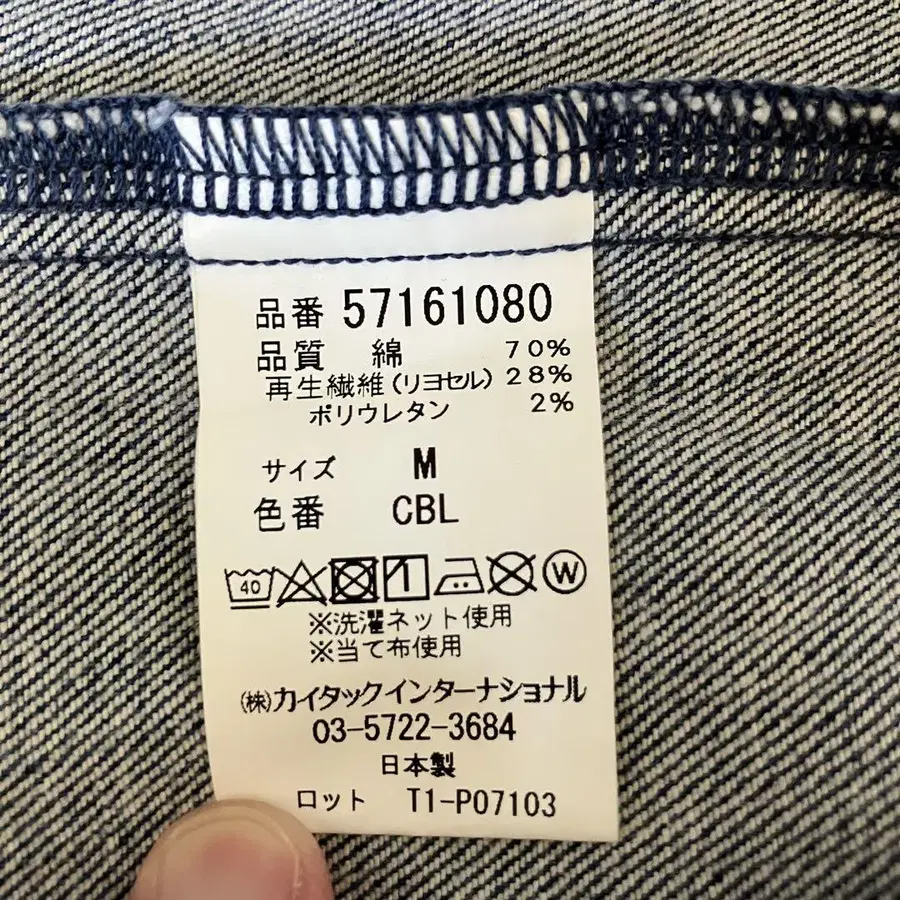 品番 57161080
品質 綿 70%
再生繊維(リヨセル) 28%
ポリウレタン 2%
サイズ M
色番 CBL
40 W
※洗濯ネット使用
※当て布使用
(株)カイタックインターナショナル
03-5722-3684
日本製
ロット T1-P07103